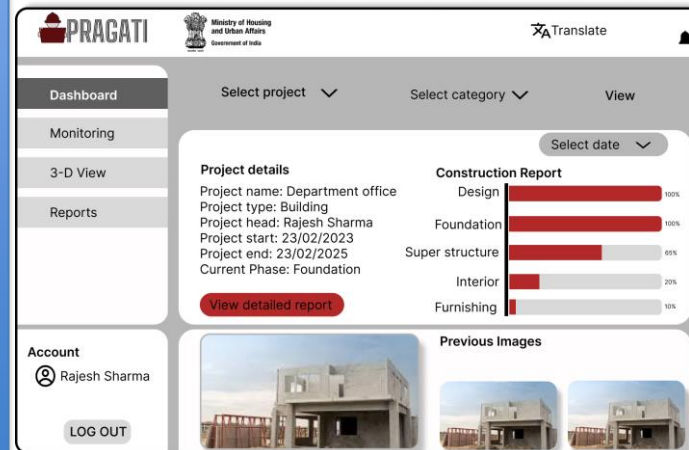 PRAGATI
Ministry of Housing
and Urban Affairs
Government of India
Translate
Dashboard
Monitoring
3-D View
Reports
Account
Rajesh Sharma
LOG OUT
Select project
Select category
View
Select date
Project details
Project name: Department office
Project type: Building
Project head: Rajesh Sharma
Project start: 23/02/2023
Project end: 23/02/2025
Current Phase: Foundation
View detailed report
Construction Report
Design 100%
Foundation 100%
Super structure 65%
Interior 20%
Furnishing 10%
Previous Images